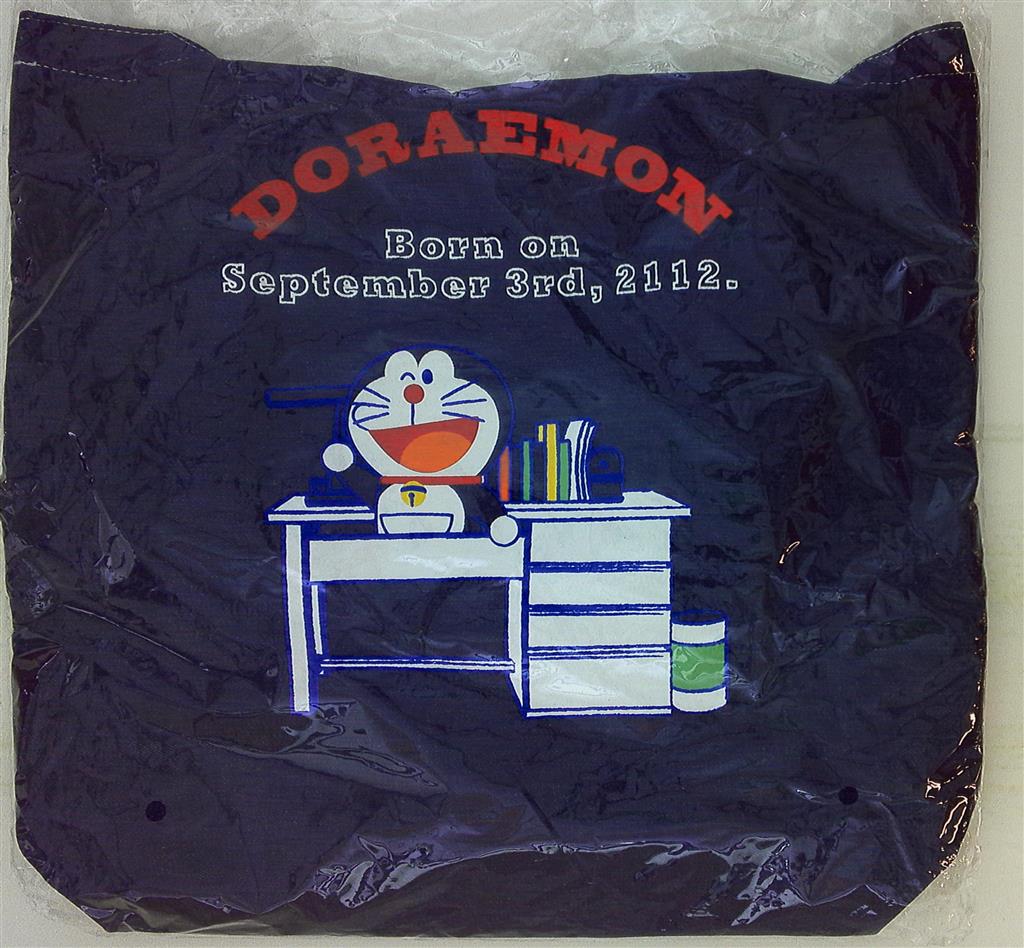 DORAEMON
Born on
September 3rd, 2112.